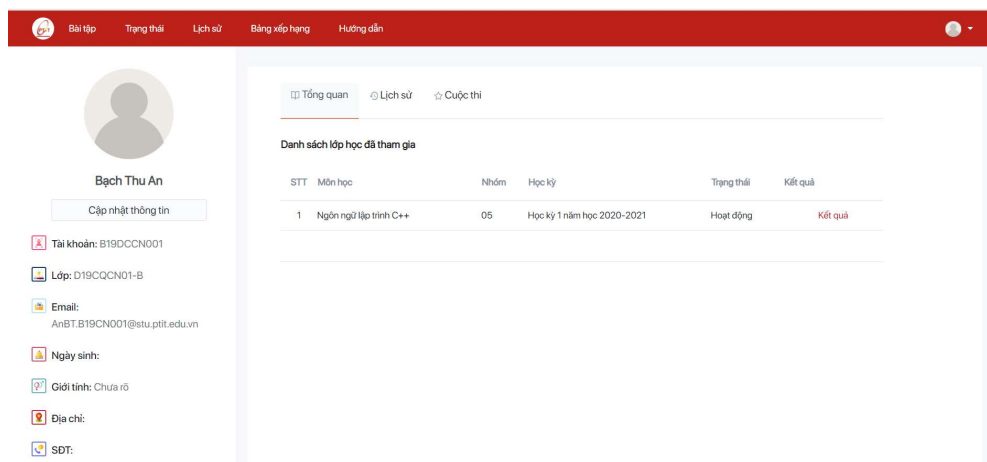 Bài tập Trạng thái Lịch sử Bảng xếp hạng Hướng dẫn
Bạch Thu An
Cập nhật thông tin
Tài khoản: B19DCCN001
Lớp: D19CQCN01-B
Email:
AnBT.B19CN001@stu.ptit.edu.vn
Ngày sinh:
Giới tính: Chưa rõ
Địa chỉ:
SĐT:
Tổng quan Lịch sử Cuộc thi
Danh sách lớp học đã tham gia
STT Môn học Nhóm Học kỳ Trạng thái Kết quả
1 Ngôn ngữ lập trình C++ 05 Học kỳ 1 năm học 2020-2021 Hoạt động Kết quả